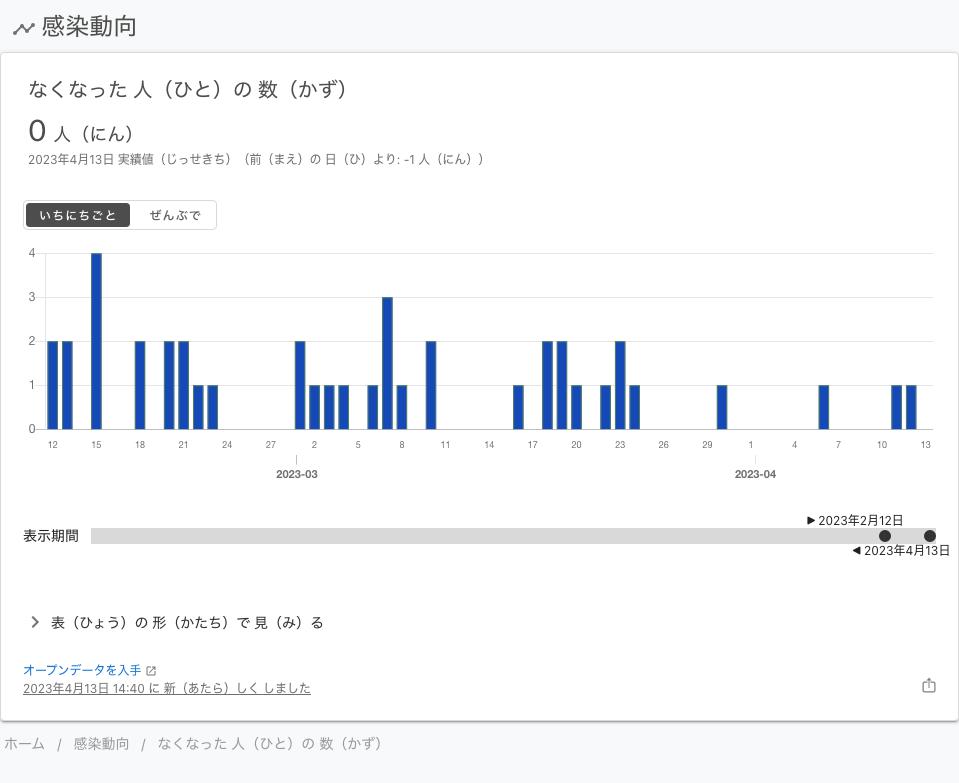 感染動向
なくなった 人（ひと）の 数（かず）
0 人（にん）
2023年4月13日 実績値（じっせきち）（前（まえ）の 日（ひ）より: -1 人（にん））
いちにちごと ぜんぶで
4
3
2
1
0
12 15 18 21 24 27 2 5 8 11 14 17 20 23 26 29 1 4 7 10 13
2023-03 2023-04
2023年2月12日
表示期間
2023年4月13日
表（ひょう）の 形（かたち）で 見（み）る
オープンデータを入手
2023年4月13日 14:40 に 新（あたら）しく しました
ホーム / 感染動向 / なくなった 人（ひと）の 数（かず）